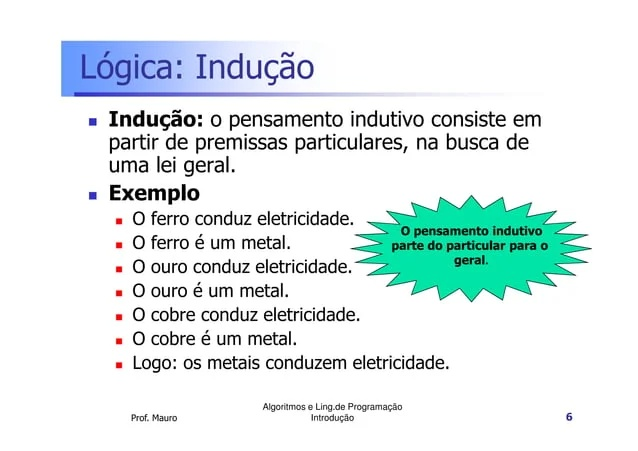 Lógica: Indução
Indução: o pensamento indutivo consiste em
partir de premissas particulares, na busca de
uma lei geral.
Exemplo
O ferro conduz eletricidade.
O ferro é um metal.
O ouro conduz eletricidade.
O ouro é um metal.
O cobre conduz eletricidade.
O cobre é um metal.
Logo: os metais conduzem eletricidade.
O pensamento indutivo
parte do particular para o
geral.
Prof. Mauro
Algoritmos e Ling.de Programação
Introdução
6